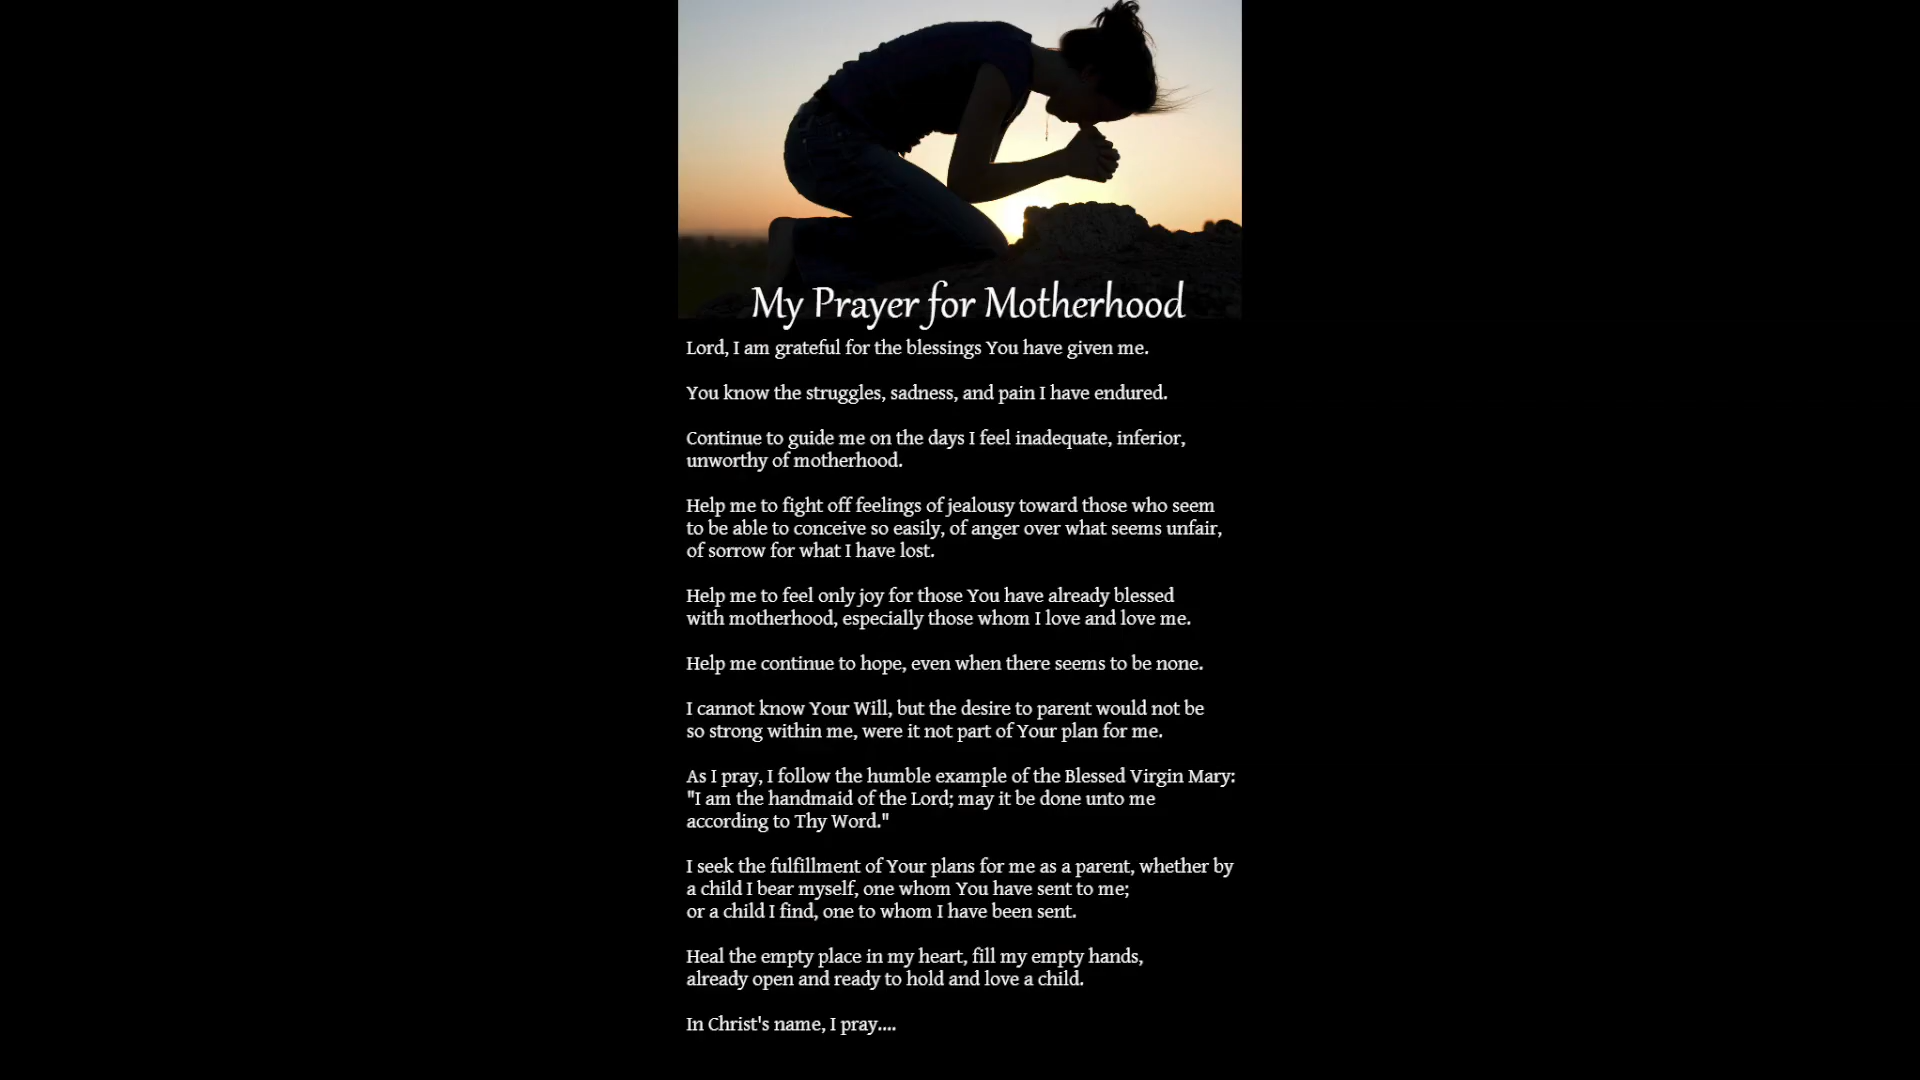 My Prayer for Motherhood
Lord, I am grateful for the blessings You have given me.
You know the struggles, sadness, and pain I have endured.
Continue to guide me on the days I feel inadequate, inferior,
unworthy of motherhood.
Help me to fight off feelings of jealousy toward those who seem
to be able to conceive so easily, of anger over what seems unfair,
of sorrow for what I have lost.
Help me to feel only joy for those You have already blessed
with motherhood, especially those whom I love and love me.
Help me continue to hope, even when there seems to be none.
I cannot know Your Will, but the desire to parent would not be
so strong within me, were it not part of Your plan for me.
As I pray, I follow the humble example of the Blessed Virgin Mary:
"I am the handmaid of the Lord; may it be done unto me
according to Thy Word."
I seek the fulfillment of Your plans for me as a parent, whether by
a child I bear myself, one whom You have sent to me;
or a child I find, one to whom I have been sent.
Heal the empty place in my heart, fill my empty hands,
already open and ready to hold and love a child.
In Christ's name, I pray....